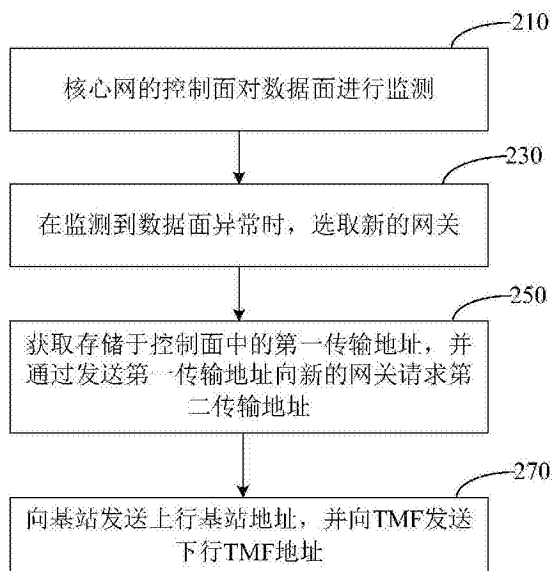 210
核心网的控制面对数据面进行监测
230
在监测到数据面异常时，选取新的网关
250
获取存储于控制面中的第一传输地址，并
通过发送第一传输地址向新的网关请求第
二传输地址
270
向基站发送上行基站地址，并向TMF发送
下行TMF地址